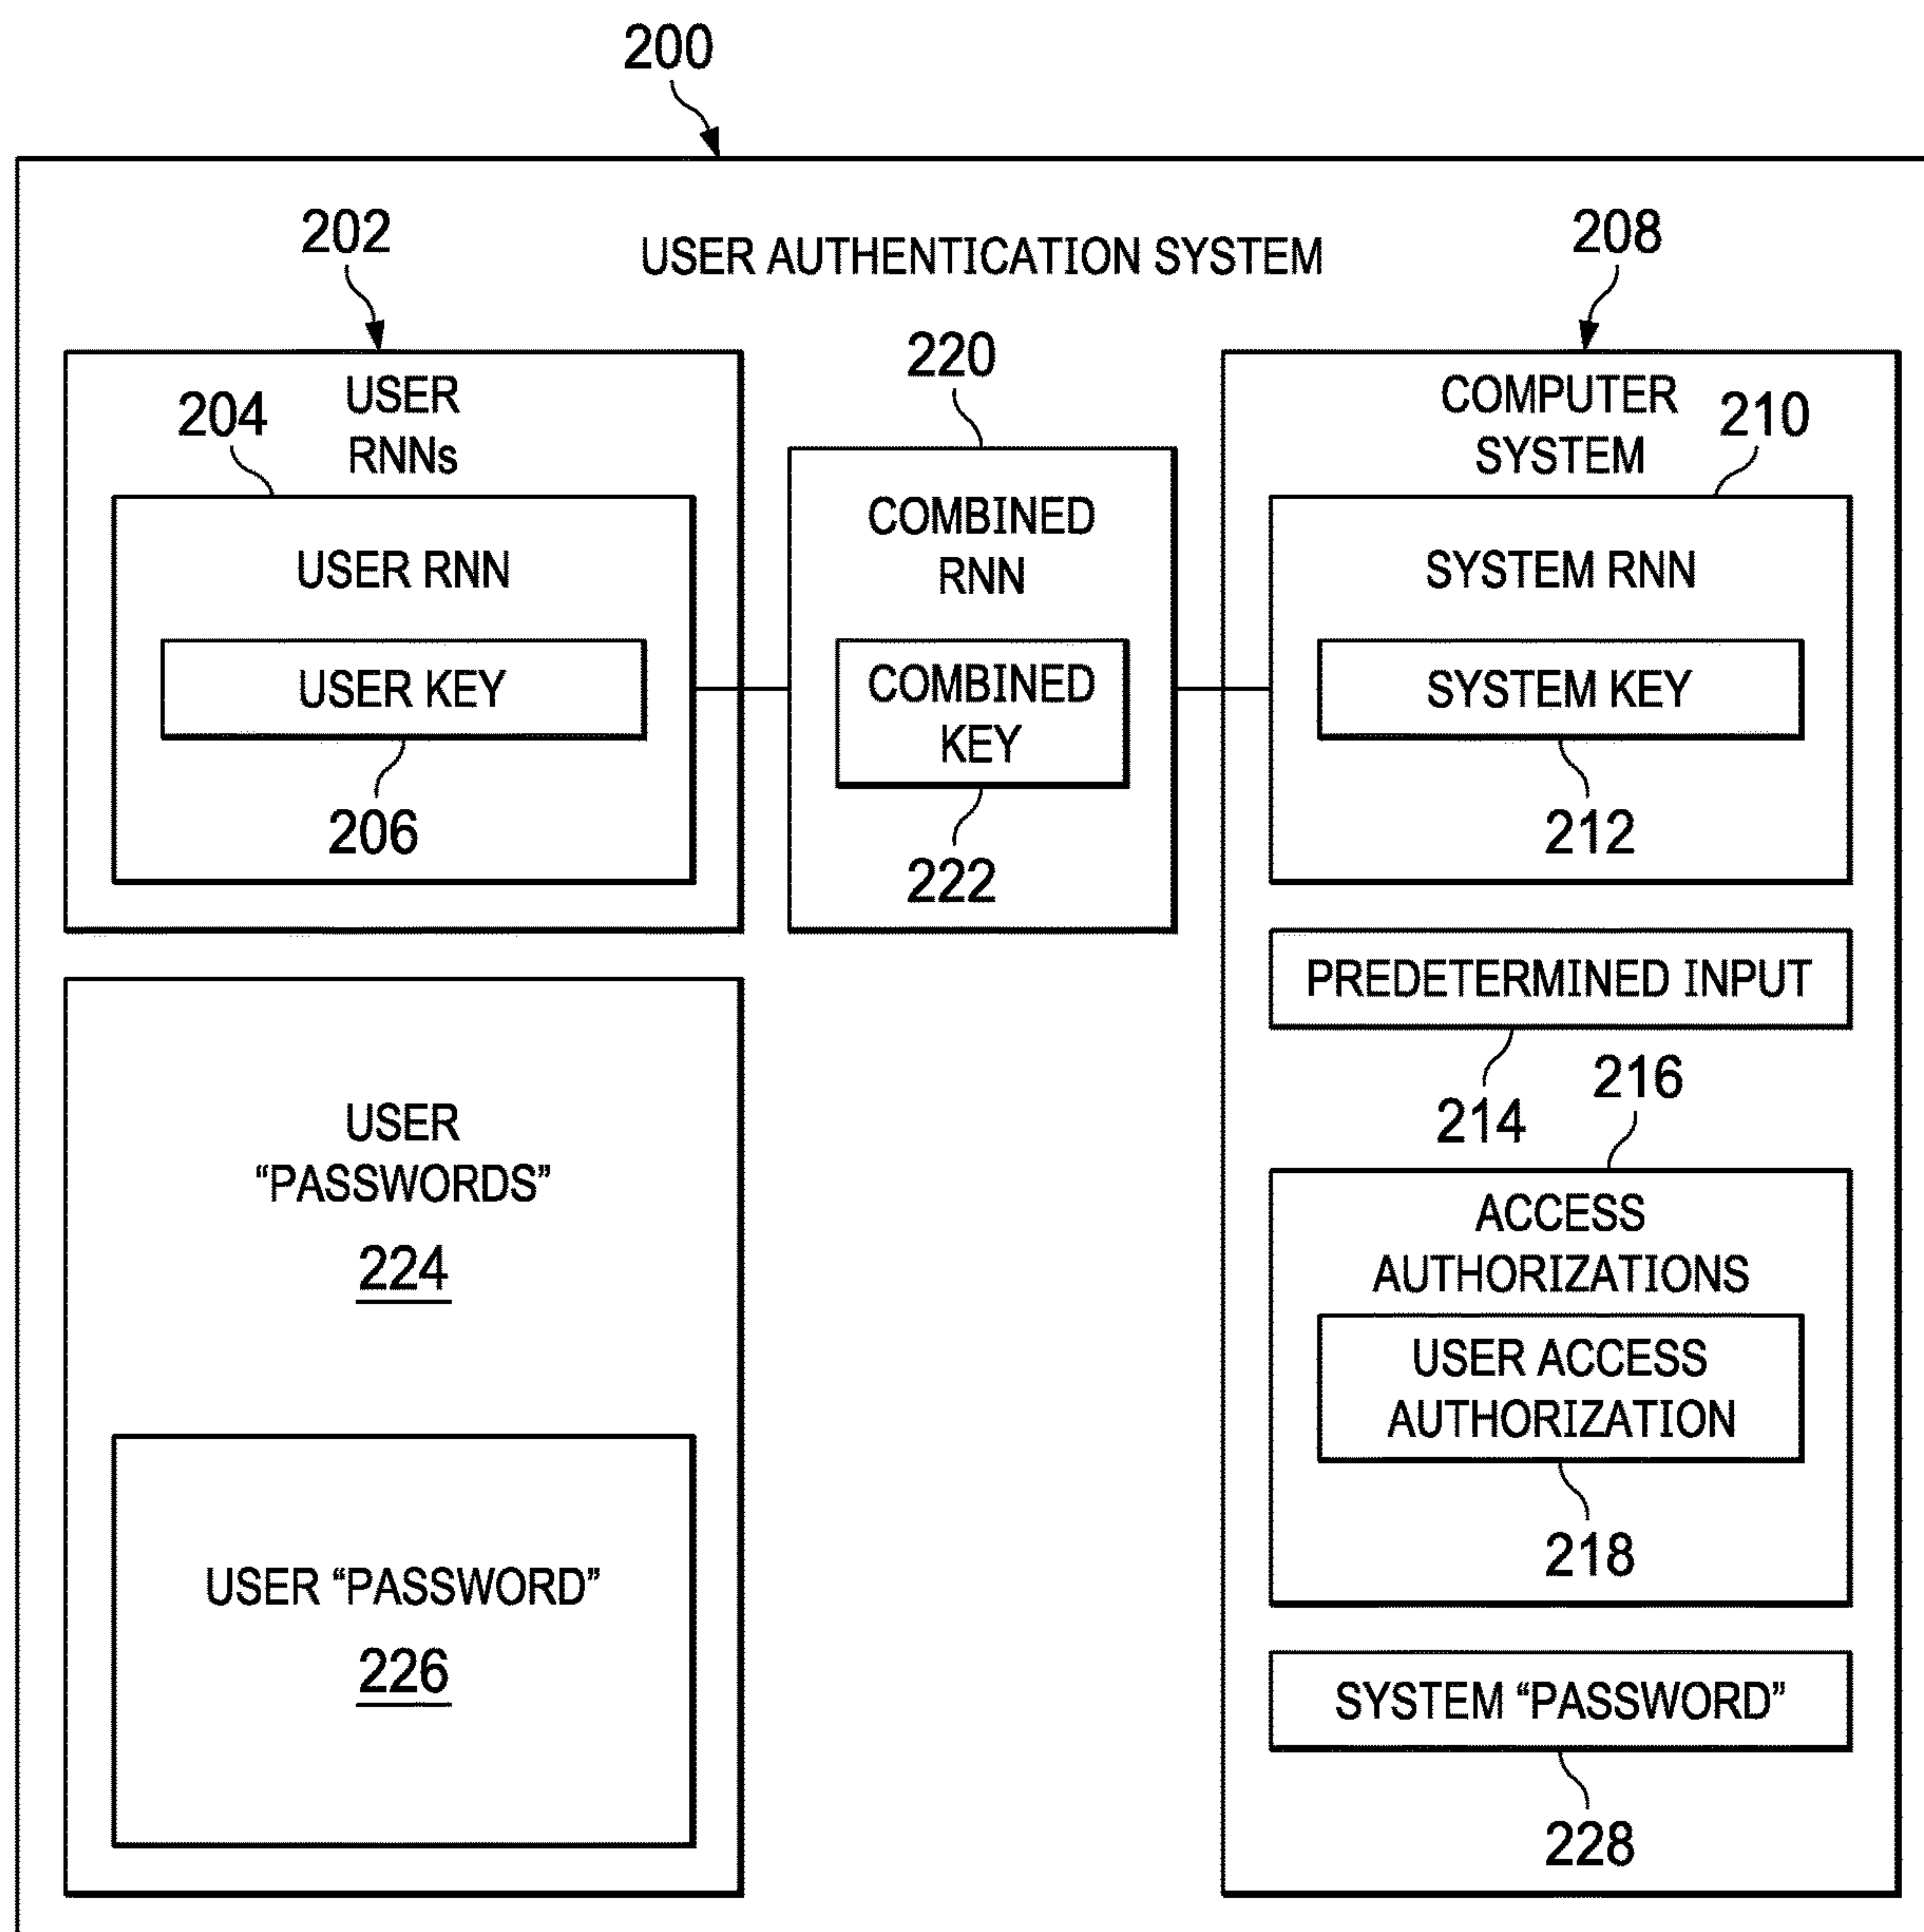 200
202
USER AUTHENTICATION SYSTEM
208
USER
RNNs
204
USER RNN
USER KEY
206
220
COMBINED
RNN
COMBINED
KEY
222
COMPUTER
SYSTEM
210
SYSTEM RNN
SYSTEM KEY
212
PREDETERMINED INPUT
214
216
ACCESS
AUTHORIZATIONS
USER ACCESS
AUTHORIZATION
218
SYSTEM “PASSWORD”
228
USER
“PASSWORDS”
224
USER “PASSWORD”
226